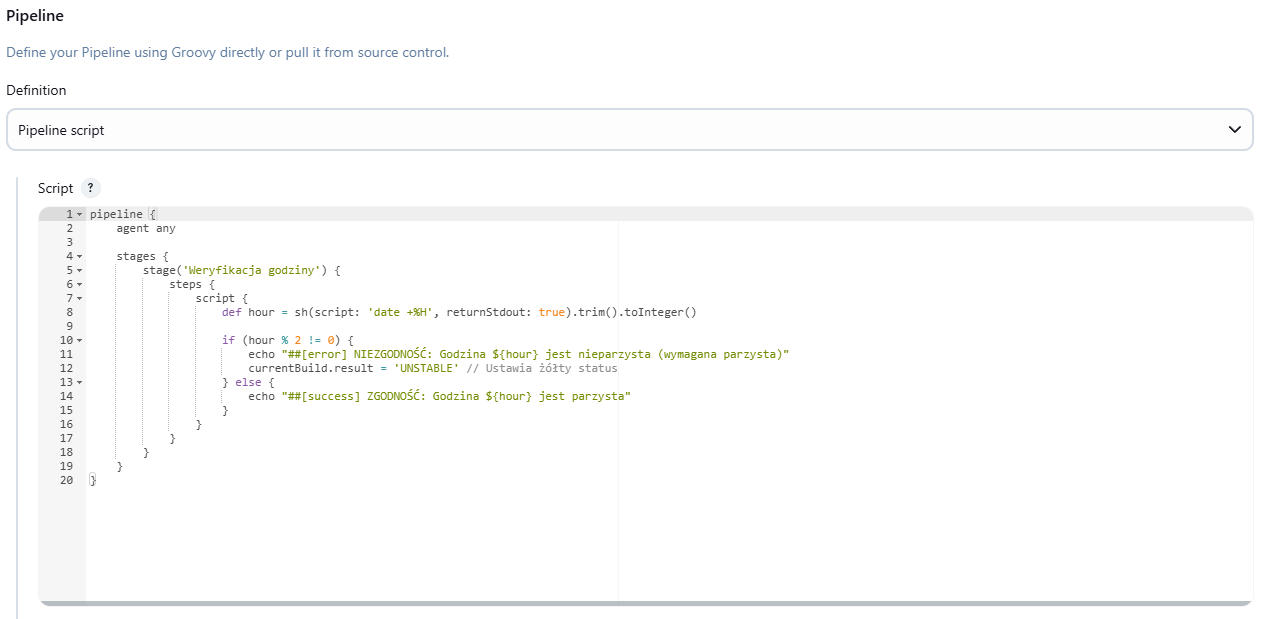 Pipeline
Define your Pipeline using Groovy directly or pull it from source control.
Definition
Pipeline script
Script ?
1 pipeline {
2     agent any
3
4     stages {
5         stage('Weryfikacja godziny') {
6             steps {
7                 script {
8                     def hour = sh(script: 'date +%H', returnStdout: true).trim().toInteger()
9
10                     if (hour % 2 != 0) {
11                         echo "##[error] NIEZGODNOŚĆ: Godzina ${hour} jest nieparzysta (wymagana parzysta)"
12                         currentBuild.result = 'UNSTABLE' // Ustawia żółty status
13                     } else {
14                         echo "##[success] ZGODNOŚĆ: Godzina ${hour} jest parzysta"
15                     }
16                 }
17             }
18         }
19     }
20 }